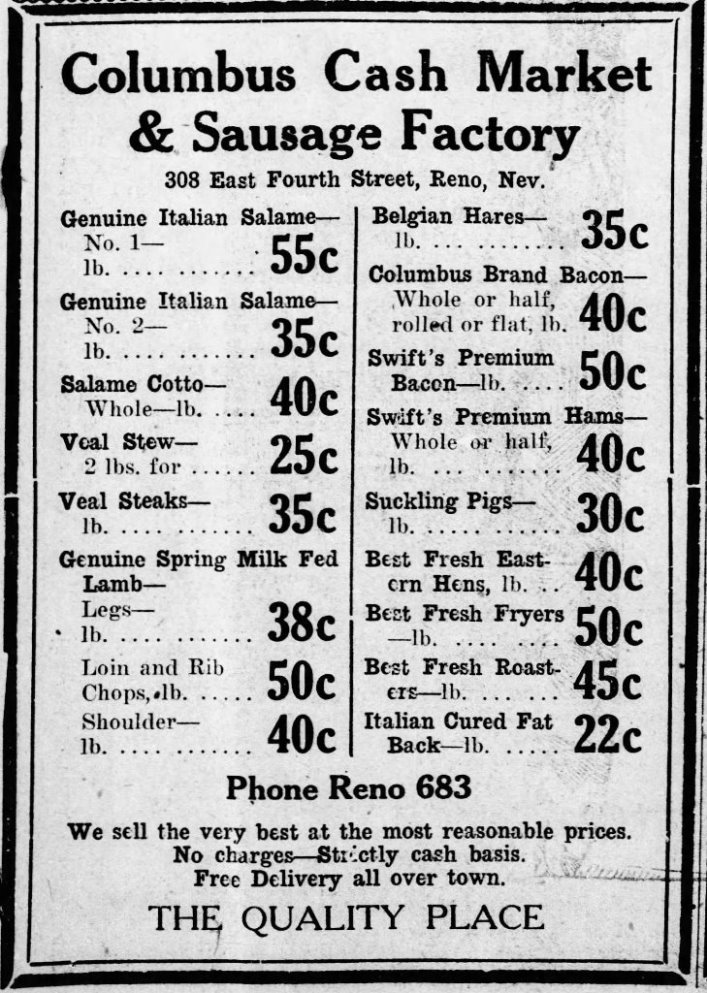 Columbus Cash Market
& Sausage Factory
308 East Fourth Street, Reno, Nev.
Genuine Italian Salame—
No. 1—
lb. .... ........ 55c
Genuine Italian Salame—
No. 2—
lb. .... ........ 35c
Salame Cotto—
Whole—lb. ..... 40c
Veal Stew—
2 lbs. for ...... 25c
Veal Steaks—
lb. .... ........ 35c
Genuine Spring Milk Fed
Lamb—
Legs—
lb. .... ........ 38c
Loin and Rib
Chops, lb. ..... 50c
Shoulder—
lb. .... ........ 40c
Belgian Hares—
lb. ... ......... 35c
Columbus Brand Bacon—
Whole or half,
rolled or flat, lb. 40c
Swift's Premium
Bacon—lb. ..... 50c
Swift's Premium Hams—
Whole or half,
lb. ... ....... 40c
Suckling Pigs—
lb. ...... ...... 30c
Best Fresh East-
ern Hens, lb. .. 40c
Best Fresh Fryers
—lb. .... .... 50c
Best Fresh Roast-
ers—lb. ... .... 45c
Italian Cured Fat
Back—lb. ..... 22c
Phone Reno 683
We sell the very best at the most reasonable prices.
No charges—Strictly cash basis.
Free Delivery all over town.
THE QUALITY PLACE